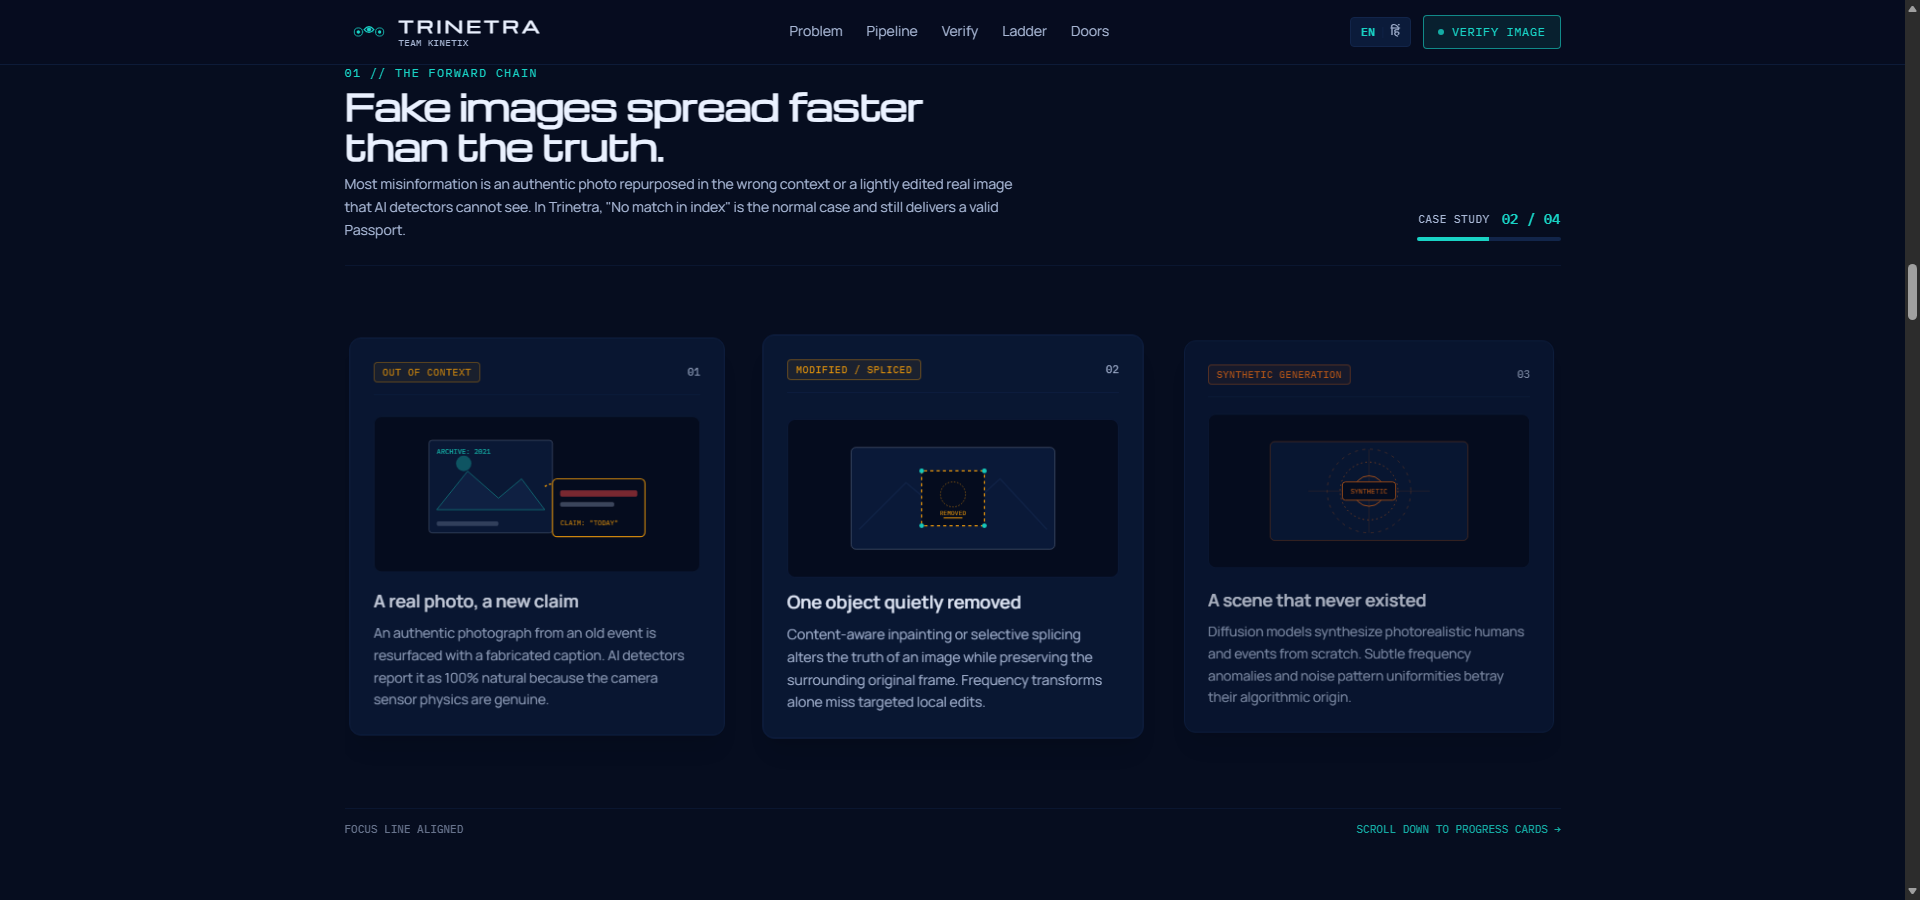 TRINETRA
TEAM KINETIX
Problem
Pipeline
Verify
Ladder
Doors
EN हिं
VERIFY IMAGE
01 // THE FORWARD CHAIN
Fake images spread faster
than the truth.
Most misinformation is an authentic photo repurposed in the wrong context or a lightly edited real image
that AI detectors cannot see. In Trinetra, "No match in index" is the normal case and still delivers a valid
Passport.
CASE STUDY 02 / 04
OUT OF CONTEXT
01
ARCHIVE: 2021
CLAIM: "TODAY"
A real photo, a new claim
An authentic photograph from an old event is
resurfaced with a fabricated caption. AI detectors
report it as 100% natural because the camera
sensor physics are genuine.
MODIFIED / SPLICED
02
REMOVED
One object quietly removed
Content-aware inpainting or selective splicing
alters the truth of an image while preserving the
surrounding original frame. Frequency transforms
alone miss targeted local edits.
SYNTHETIC GENERATION
03
SYNTHETIC
A scene that never existed
Diffusion models synthesize photorealistic humans
and events from scratch. Subtle frequency
anomalies and noise pattern uniformities betray
their algorithmic origin.
FOCUS LINE ALIGNED
SCROLL DOWN TO PROGRESS CARDS →